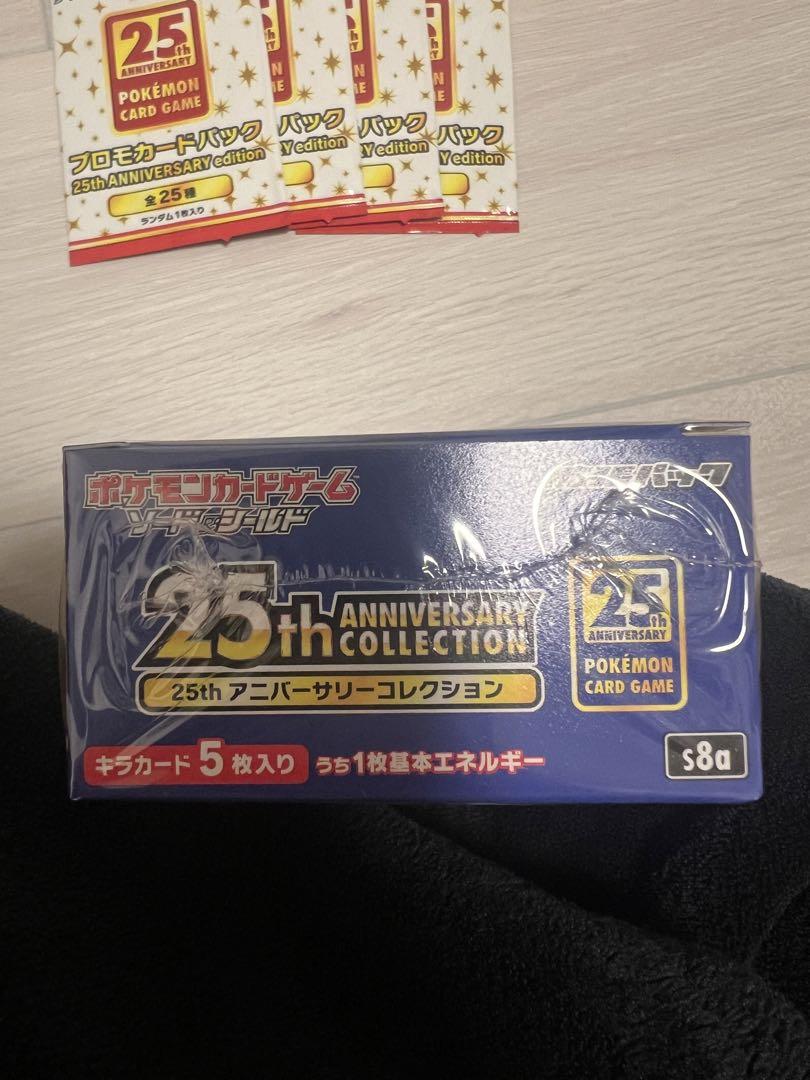 25th
ANNIVERSARY
POKÉMON
CARD GAME
プロモカードパック
25th ANNIVERSARY edition
全25種
ランダム1枚入り
パック
Y edition
パック
Y edition
パック
Y edition
ポケモンカードゲーム
ソード&シールド
拡張パック
25th ANNIVERSARY
COLLECTION
25th アニバーサリーコレクション
25th
ANNIVERSARY
POKÉMON
CARD GAME
キラカード5枚入り うち1枚基本エネルギー
s8a